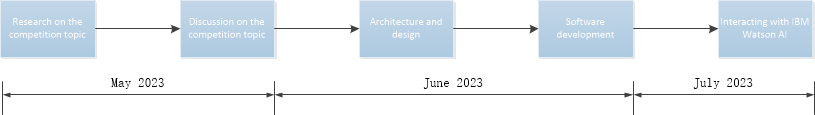 Research on the
competition topic
Discussion on the
competition topic
Architecture and
design
Software
development
Interacting with IBM
Watson AI
May 2023
June 2023
July 2023